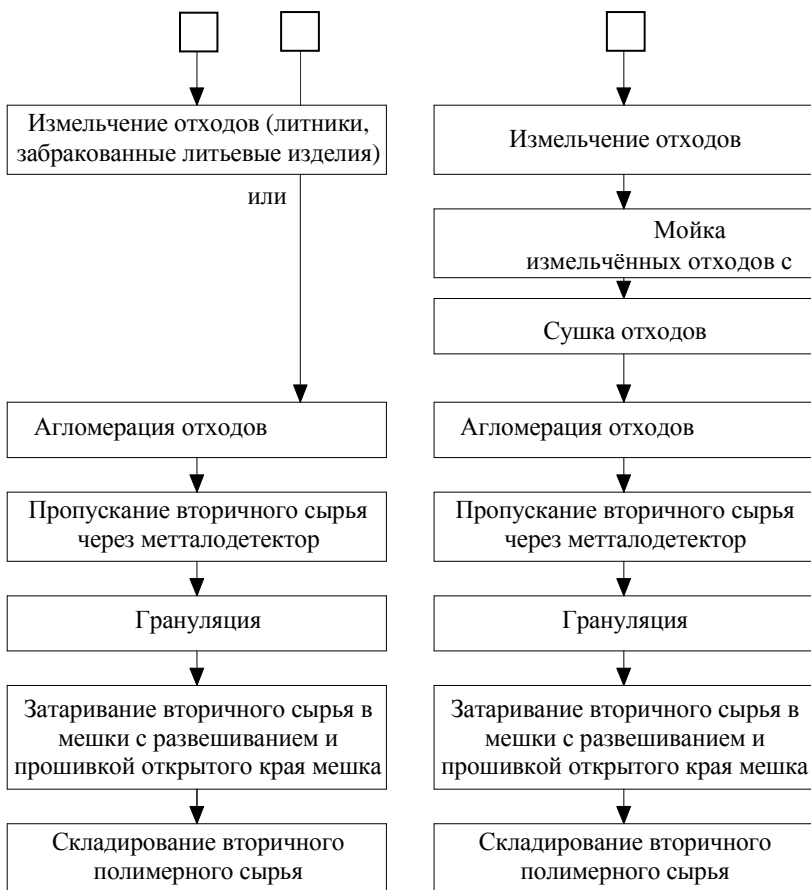 Измельчение отходов (литники,
забракованные литьевые изделия)
или
Агломерация отходов
Пропускание вторичного сырья
через метталодетектор
Грануляция
Затаривание вторичного сырья в
мешки с развешиванием и
прошивкой открытого края мешка
Складирование вторичного
полимерного сырья
Измельчение отходов
Мойка
измельчённых отходов с
Сушка отходов
Агломерация отходов
Пропускание вторичного сырья
через метталодетектор
Грануляция
Затаривание вторичного сырья в
мешки с развешиванием и
прошивкой открытого края мешка
Складирование вторичного
полимерного сырья